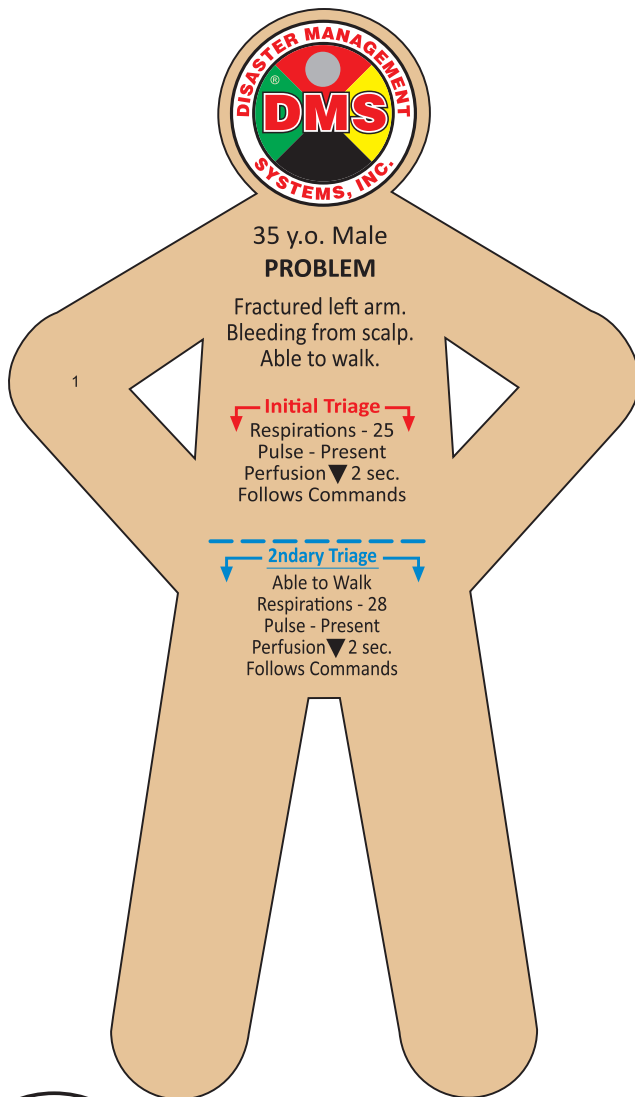 DISASTER MANAGEMENT
®
DMS
SYSTEMS, INC.
35 y.o. Male
PROBLEM
Fractured left arm.
Bleeding from scalp.
Able to walk.
1
Initial Triage
Respirations - 25
Pulse - Present
Perfusion ▼ 2 sec.
Follows Commands
2ndary Triage
Able to Walk
Respirations - 28
Pulse - Present
Perfusion ▼ 2 sec.
Follows Commands